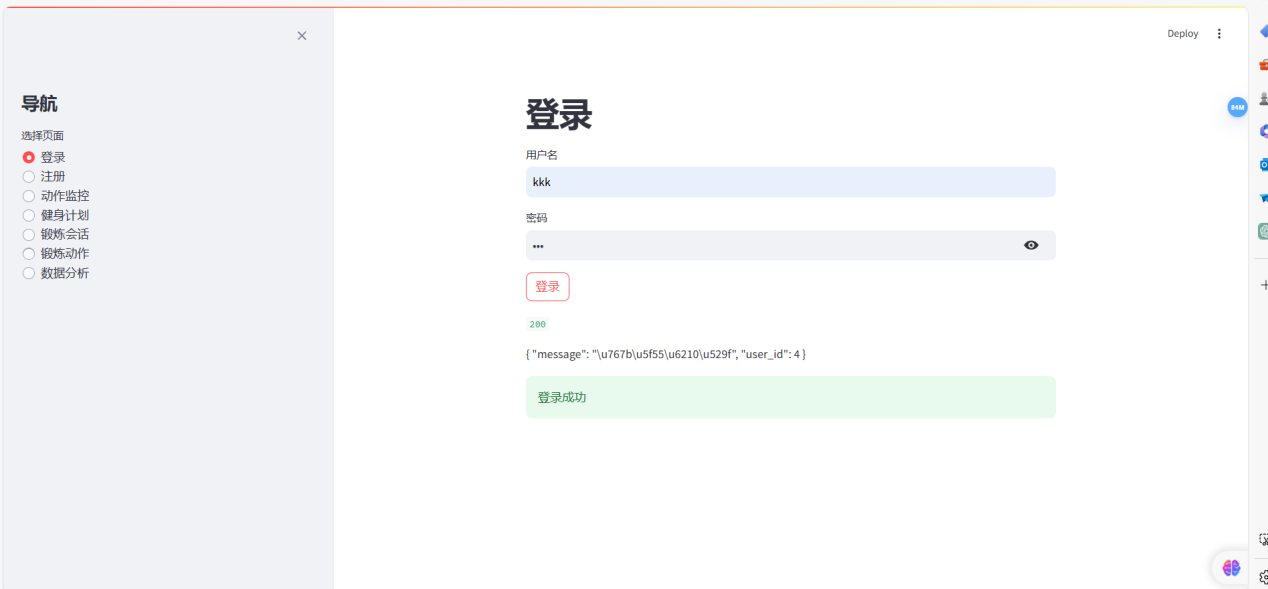 Deploy
导航
选择页面
登录
注册
动作监控
健身计划
锻炼会话
锻炼动作
数据分析
登录
用户名
kkk
密码
•••
登录
200
{ "message": "\u767b\u5f55\u6210\u529f", "user_id": 4 }
登录成功
84M